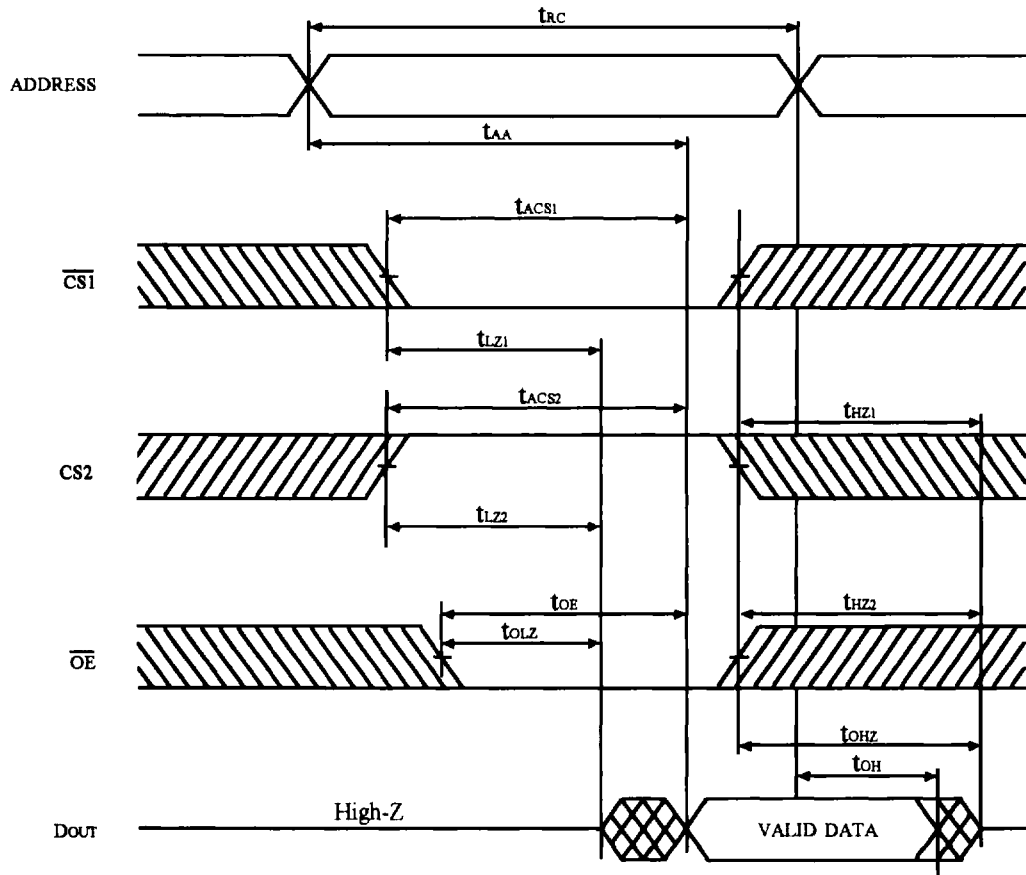 tRC
ADDRESS
tAA
tACS1
CS1
tLZ1
tACS2
tHZ1
CS2
tLZ2
tOE
tHZ2
tOLZ
OE
tOHZ
tOH
High-Z
DOUT
VALID DATA